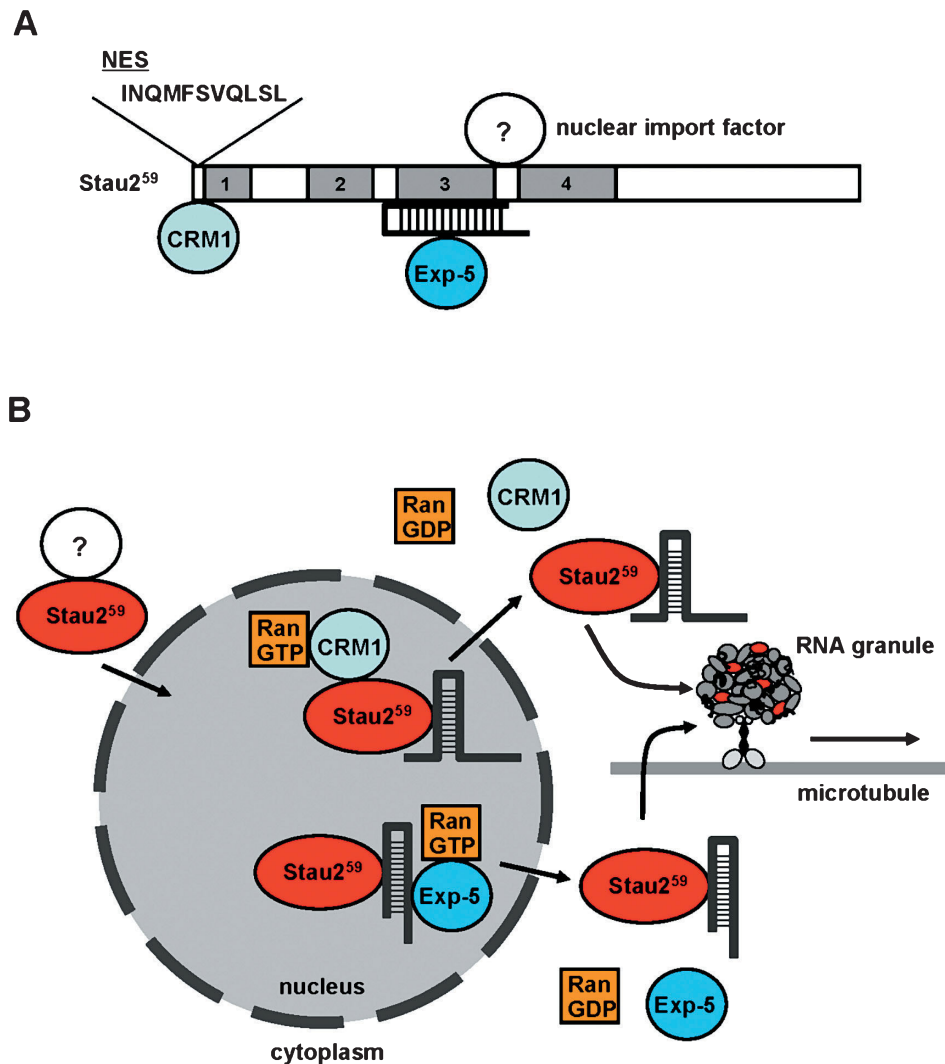 A
NES
INQMFSVQLSL
? nuclear import factor
Stau2⁵⁹ 1 2 3 4
CRM1
Exp-5
B
CRM1
Ran
GDP
?
Stau2⁵⁹
Stau2⁵⁹
Ran
GTP
CRM1
RNA granule
Stau2⁵⁹
microtubule
Ran
GTP
Stau2⁵⁹
Exp-5
Stau2⁵⁹
nucleus
Ran
GDP
Exp-5
cytoplasm